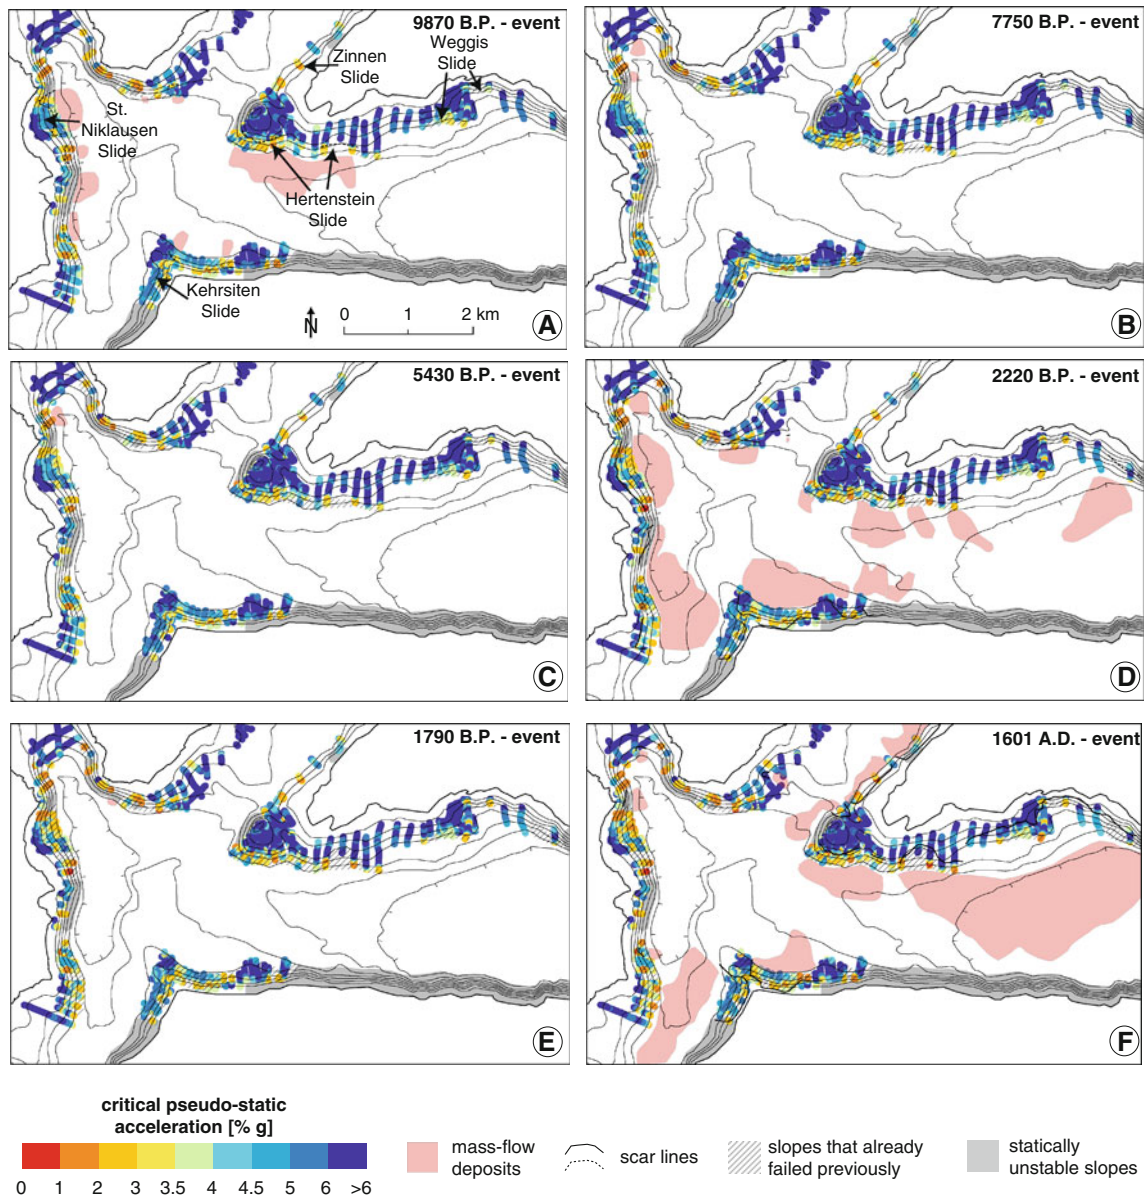 9870 B.P. - event
Weggis
Slide
Zinnen
Slide
St.
Niklausen
Slide
Hertenstein
Slide
Kehrsiten
Slide
N
0 1 2 km
A
7750 B.P. - event
B
5430 B.P. - event
C
2220 B.P. - event
D
1790 B.P. - event
E
1601 A.D. - event
F
critical pseudo-static
acceleration [% g]
0 1 2 3 3.5 4 4.5 5 6 >6
mass-flow
deposits
scar lines
slopes that already
failed previously
statically
unstable slopes